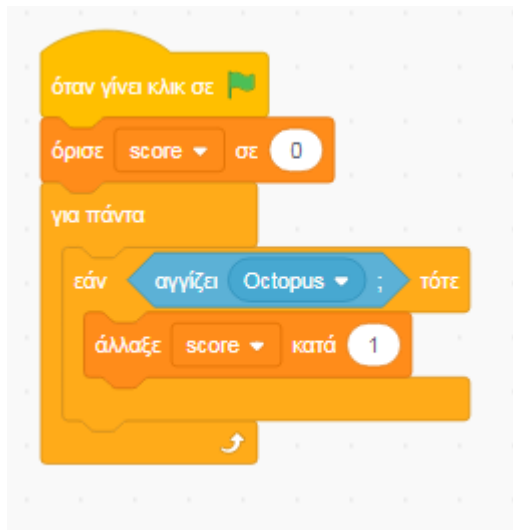 όταν γίνει κλικ σε
όρισε score σε 0
για πάντα
εάν αγγίζει Octopus ; τότε
άλλαξε score κατά 1